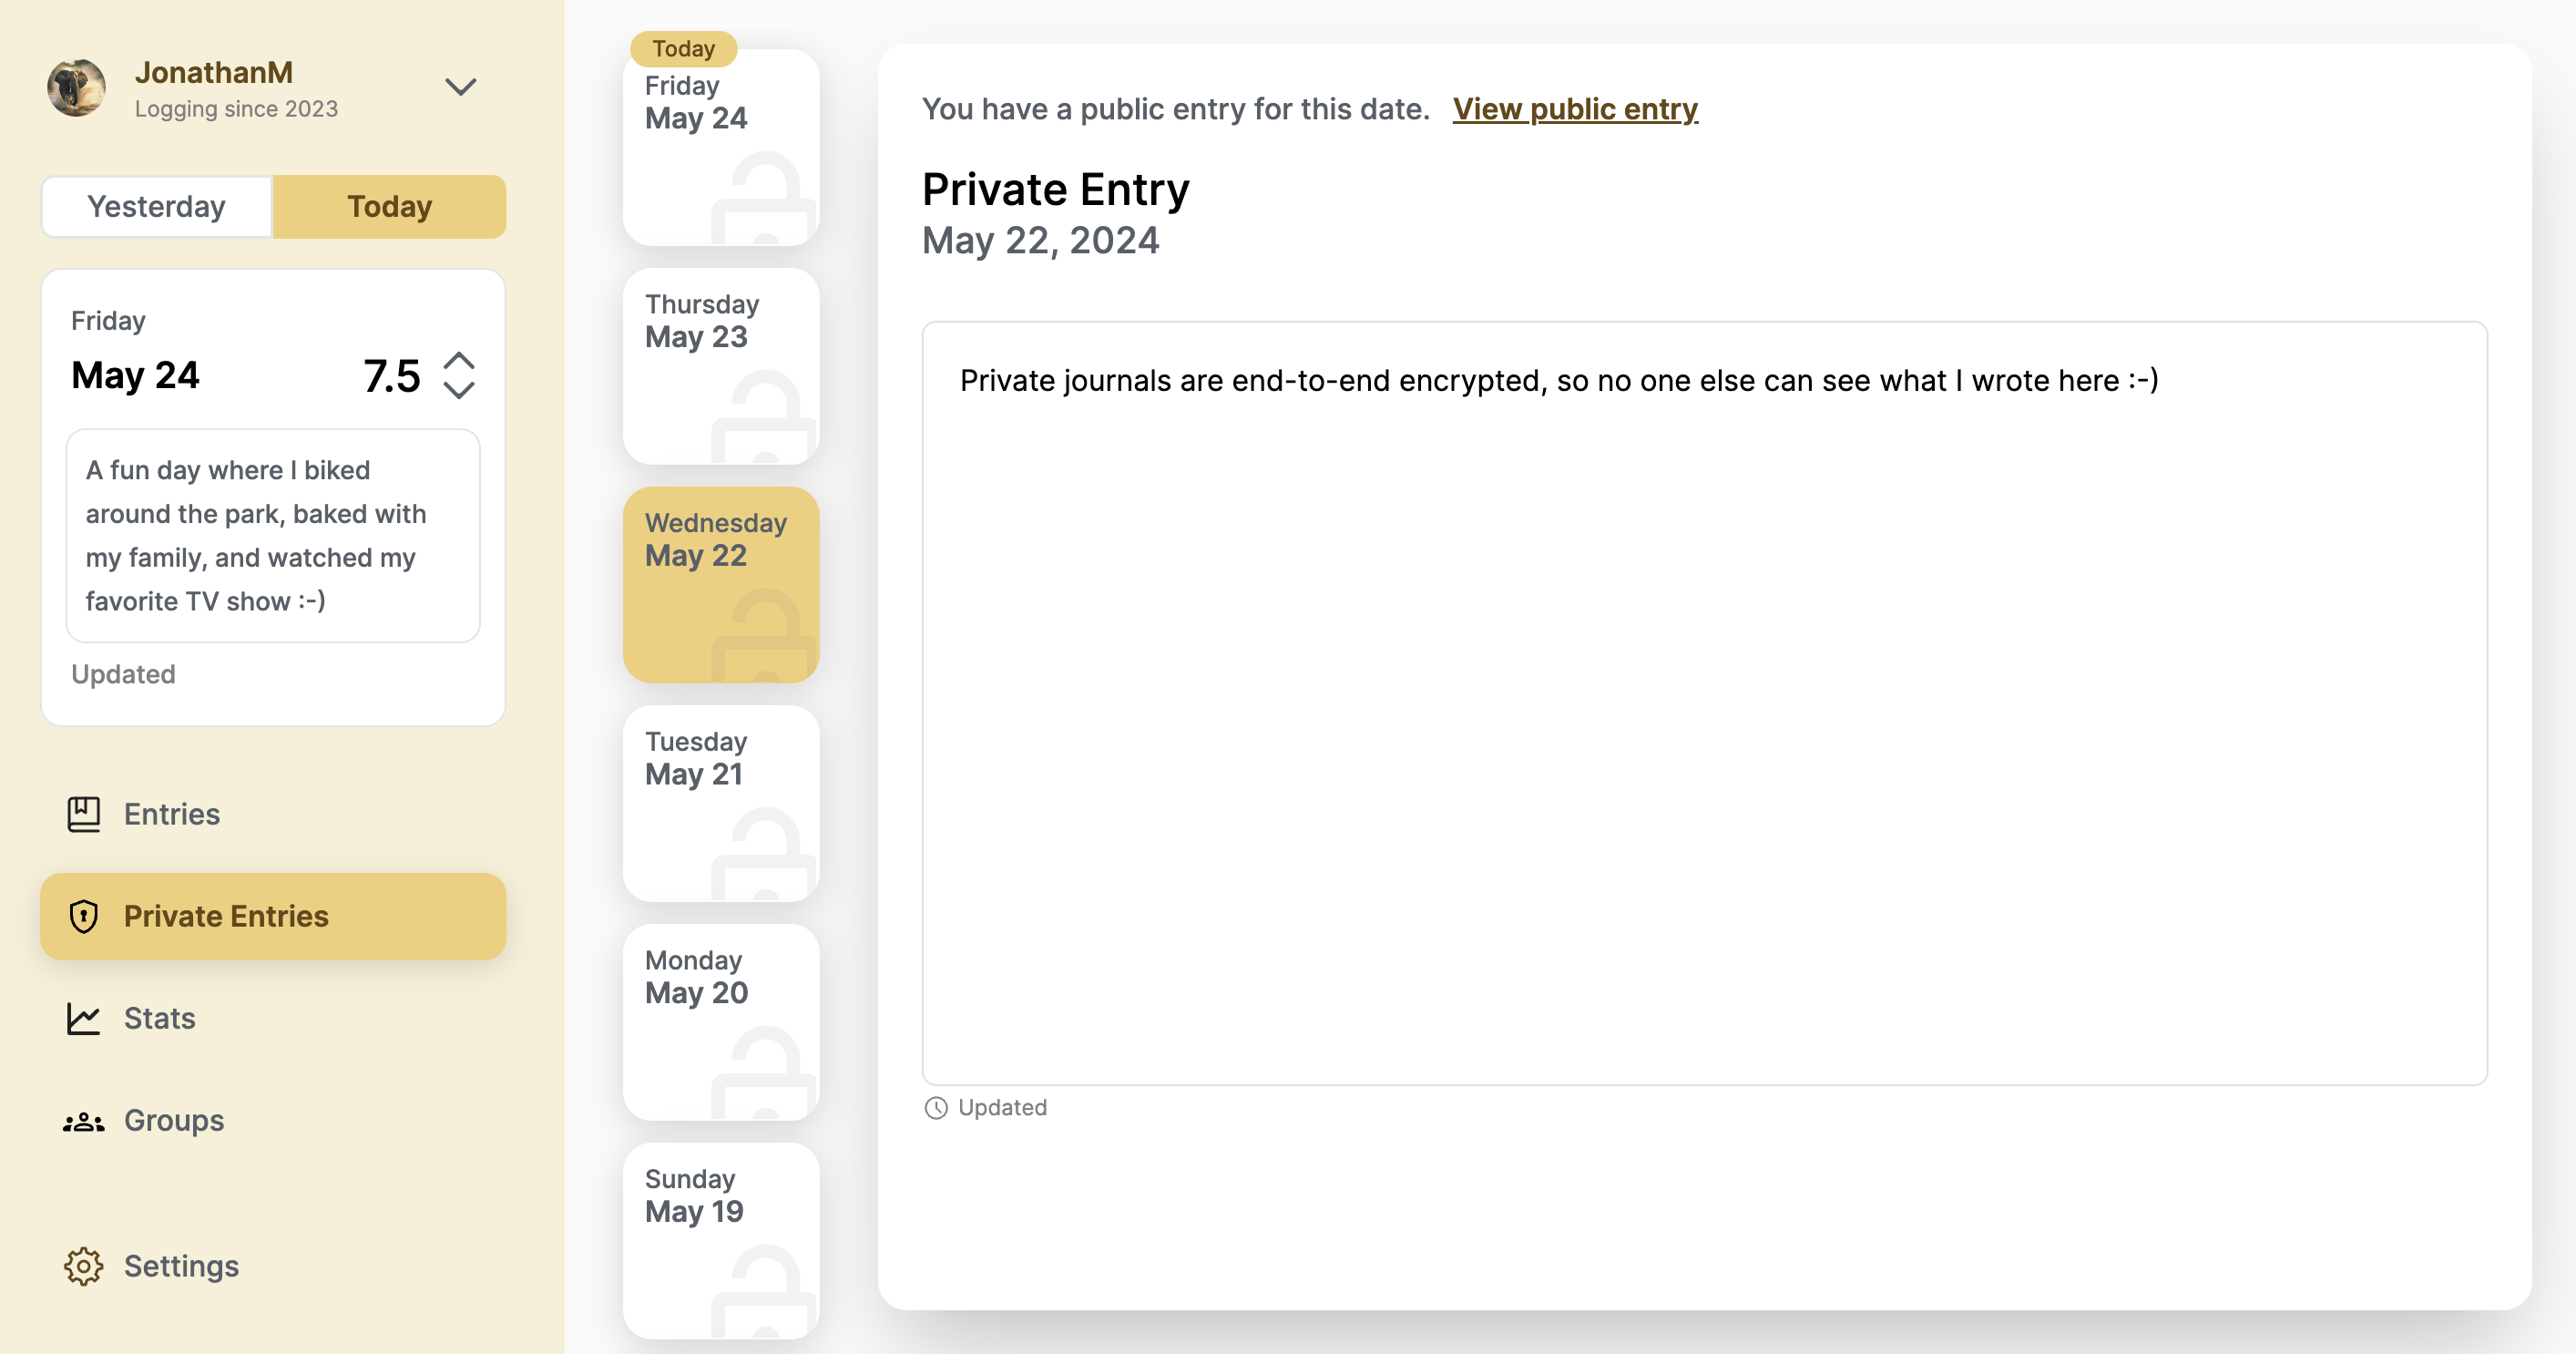 JonathanM
Logging since 2023
Yesterday
Today
Friday
May 24
7.5
A fun day where I biked
around the park, baked with
my family, and watched my
favorite TV show :-)
Updated
Entries
Private Entries
Stats
Groups
Settings
Today
Friday
May 24
Thursday
May 23
Wednesday
May 22
Tuesday
May 21
Monday
May 20
Sunday
May 19
You have a public entry for this date. View public entry
Private Entry
May 22, 2024
Private journals are end-to-end encrypted, so no one else can see what I wrote here :-)
Updated